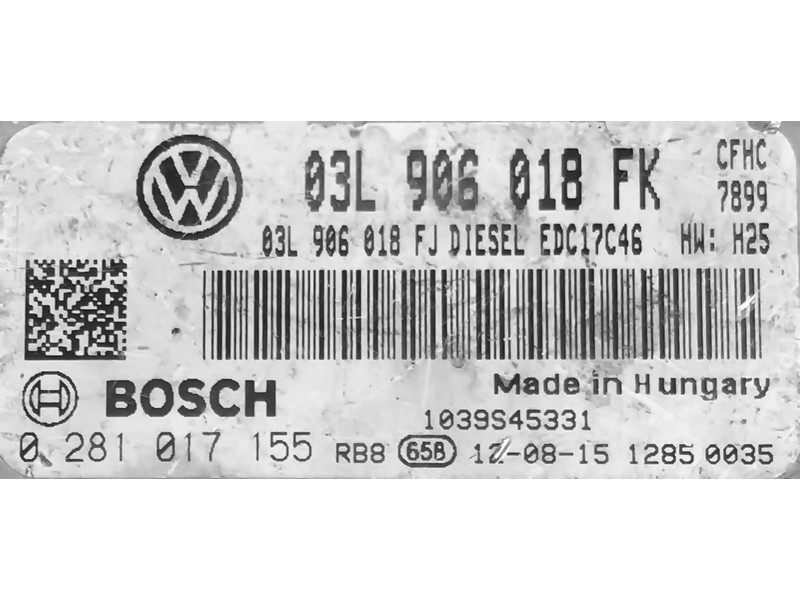 03L 906 018 FK
CFHC
7899
03L 906 018 FJ DIESEL EDC17C46 HW: H25
BOSCH
Made in Hungary
1039S45331
0 281 017 155 RB8 658 12-08-15 1285 0035